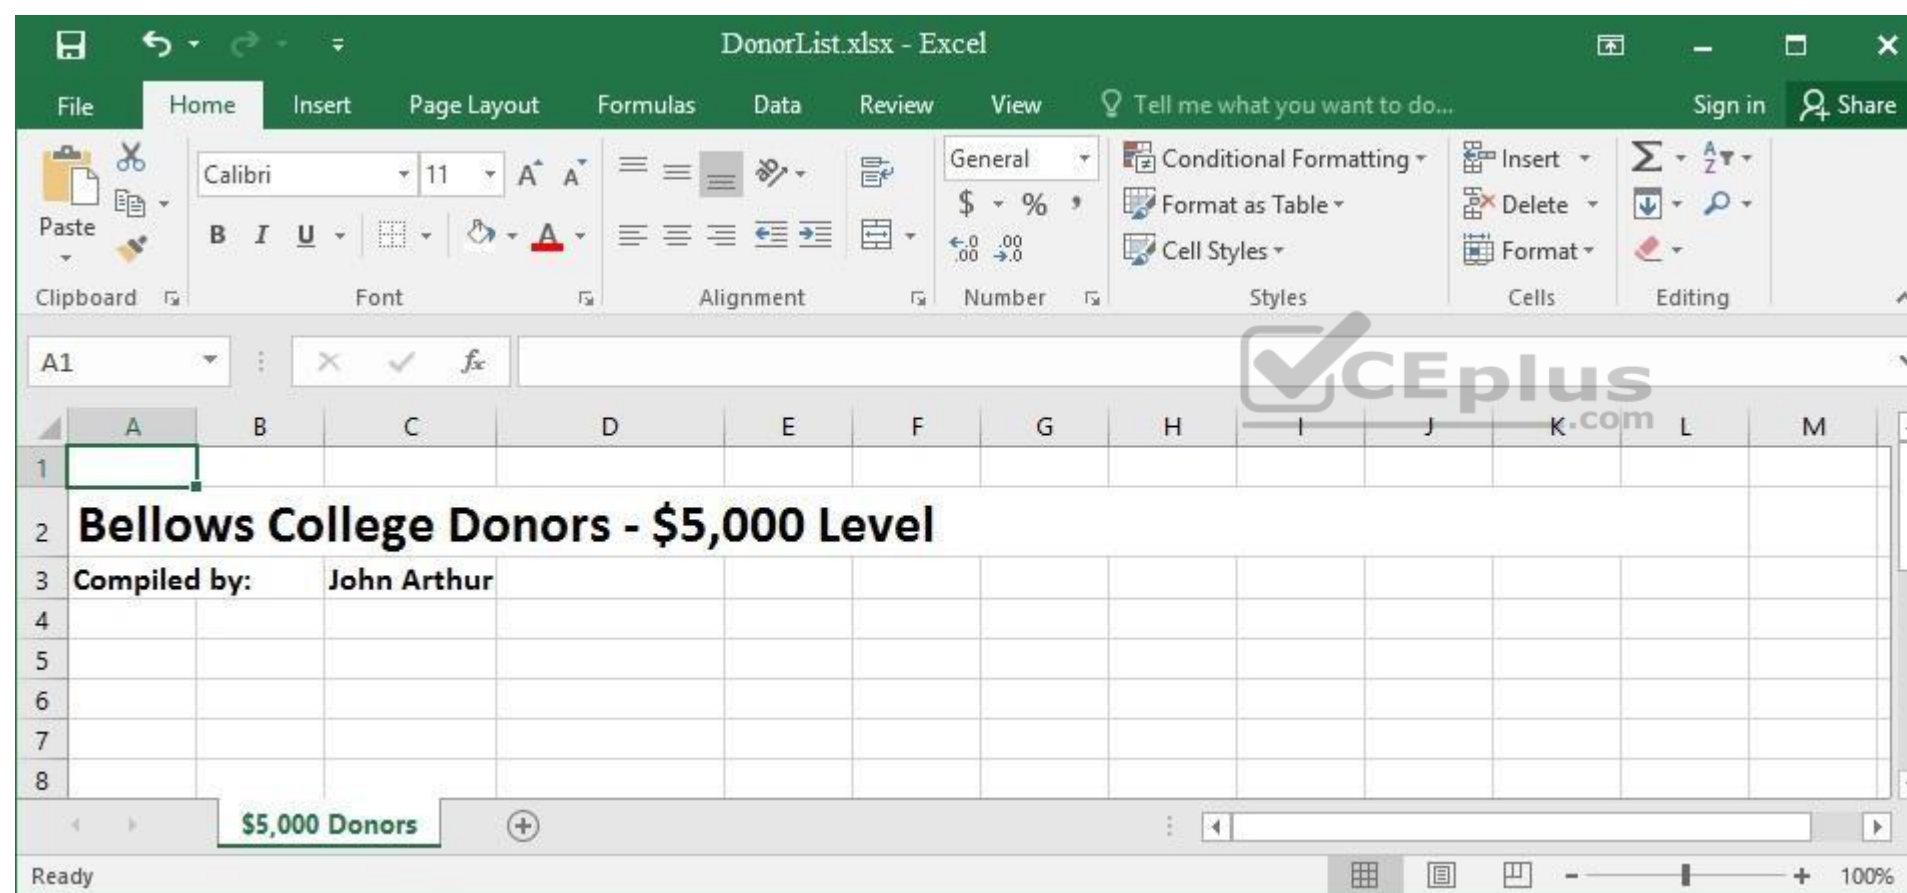 DonorList.xlsx - Excel
File Home Insert Page Layout Formulas Data Review View Tell me what you want to do... Sign in Share
Calibri 11 General Conditional Formatting Insert
Paste $ % , Format as Table Delete
B I U A Cell Styles Format
Clipboard Font Alignment Number Styles Cells Editing
A1 fx
CEplus
.com
A B C D E F G H I J K L M
1
2 Bellows College Donors - $5,000 Level
3 Compiled by: John Arthur
4
5
6
7
8
$5,000 Donors
Ready 100%